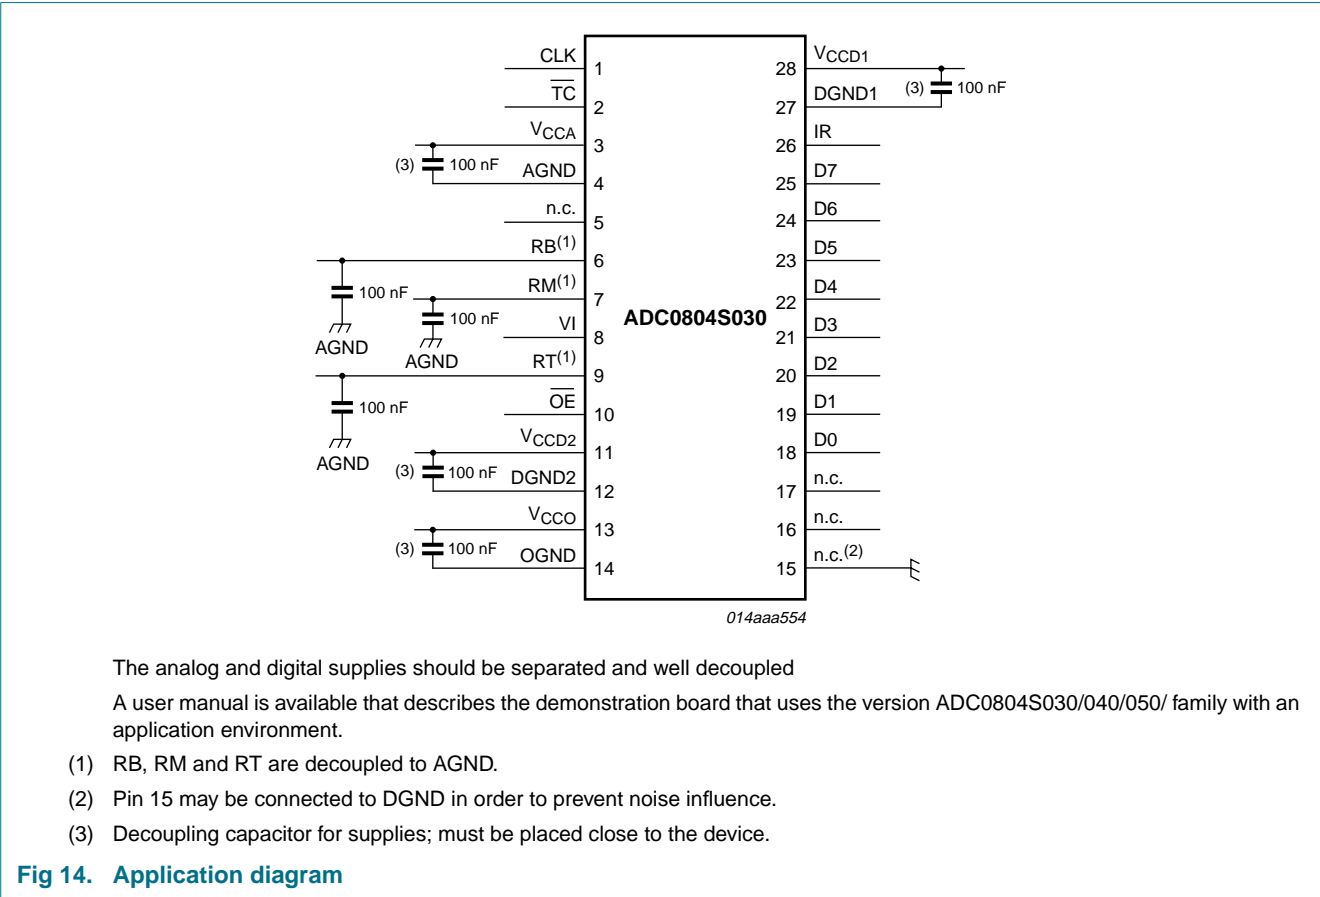 CLK 1
TC 2
VCCA 3
(3) 100 nF
AGND 4
n.c. 5
RB(1) 6
100 nF
AGND
RM(1) 7
100 nF
AGND
VI 8
RT(1) 9
100 nF
AGND
OE 10
VCCD2 11
(3) 100 nF
DGND2 12
VCCO 13
(3) 100 nF
OGND 14
ADC0804S030
28 VCCD1
(3) 100 nF
27 DGND1
26 IR
25 D7
24 D6
23 D5
22 D4
21 D3
20 D2
19 D1
18 D0
17 n.c.
16 n.c.
15 n.c.(2)
014aaa554
The analog and digital supplies should be separated and well decoupled
A user manual is available that describes the demonstration board that uses the version ADC0804S030/040/050/ family with an
application environment.
(1) RB, RM and RT are decoupled to AGND.
(2) Pin 15 may be connected to DGND in order to prevent noise influence.
(3) Decoupling capacitor for supplies; must be placed close to the device.
Fig 14. Application diagram